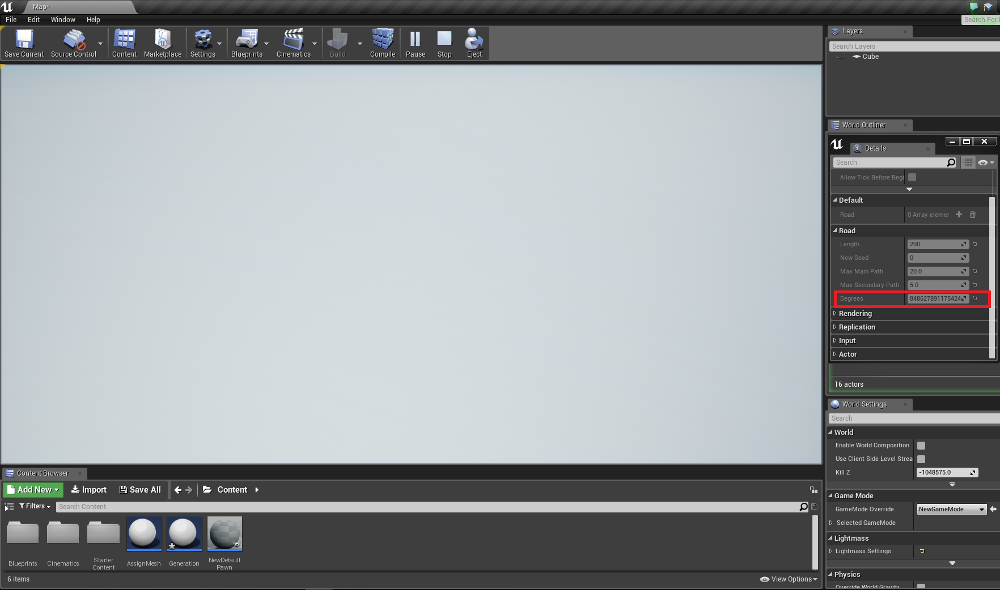 Map*
File Edit Window Help
Search For
Save Current Source Control Content Marketplace Settings Blueprints Cinematics Build Compile Pause Stop Eject
Layers
Search Layers
Cube
World Outliner
Details
Search
Allow Tick Before Begi
Default
Road 0 Array elemer
Road
Length 200
New Seed 0
Max Main Path 20.0
Max Secondary Path 5.0
Degrees 848627891175424
Rendering
Replication
Input
Actor
16 actors
World Settings
Search
World
Enable World Composition
Use Client Side Level Strea
Kill Z -1048575.0
Game Mode
GameMode Override NewGameMode
Selected GameMode
Lightmass
Lightmass Settings
Physics
Override World Gravity
Content Browser
Add New Import Save All Content
Filters Search Content
Blueprints Cinematics Starter Content AssignMesh Generation NewDefault Pawn
6 items View Options